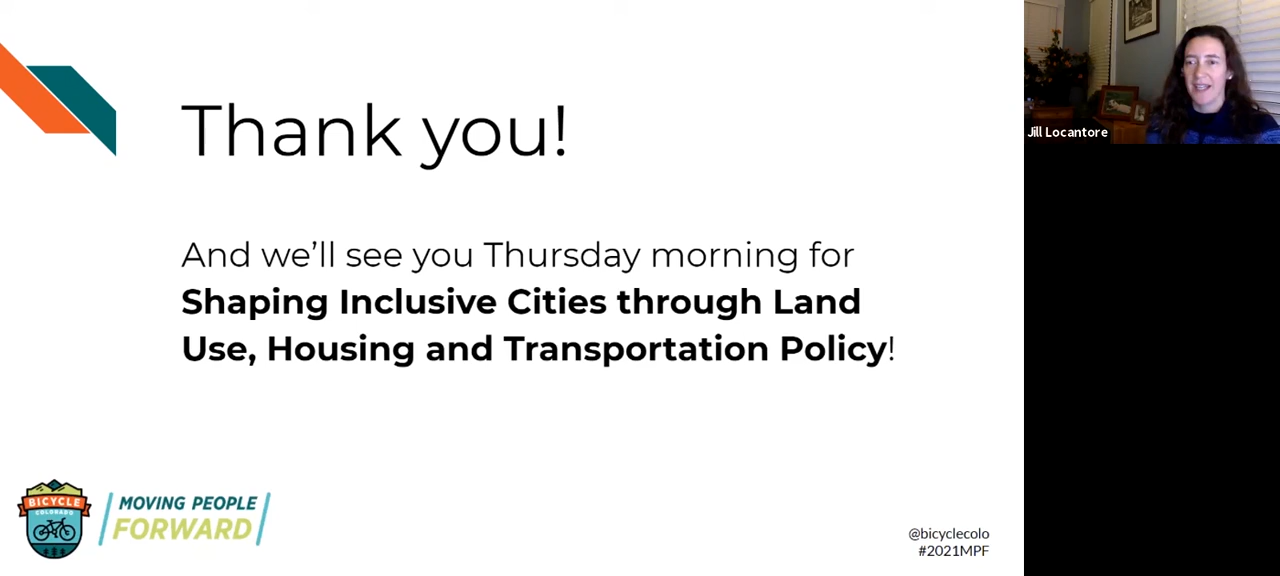 Thank you!
And we'll see you Thursday morning for
Shaping Inclusive Cities through Land
Use, Housing and Transportation Policy!
BICYCLE
COLORADO
MOVING PEOPLE
FORWARD
@bicyclecolo
#2021MPF
Jill Locantore